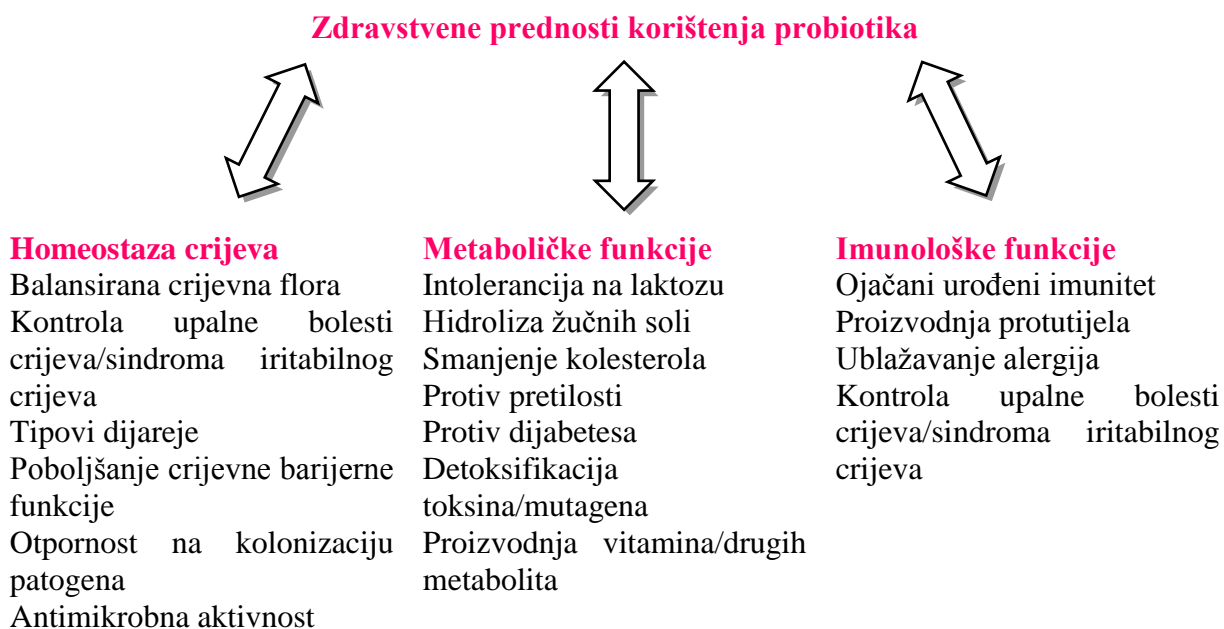 Zdravstvene prednosti korištenja probiotika
Homeostaza crijeva
Balansirana crijevna flora
Kontrola upalne bolesti
crijeva/sindroma iritabilnog
crijeva
Tipovi dijareje
Poboljšanje crijevne barijerne
funkcije
Otpornost na kolonizaciju
patogena
Antimikrobna aktivnost
Metaboličke funkcije
Intolerancija na laktozu
Hidroliza žučnih soli
Smanjenje kolesterola
Protiv pretilosti
Protiv dijabetesa
Detoksifikacija
toksina/mutagena
Proizvodnja vitamina/drugih
metabolita
Imunološke funkcije
Ojačani urođeni imunitet
Proizvodnja protutijela
Ublažavanje alergija
Kontrola upalne bolesti
crijeva/sindroma iritabilnog
crijeva